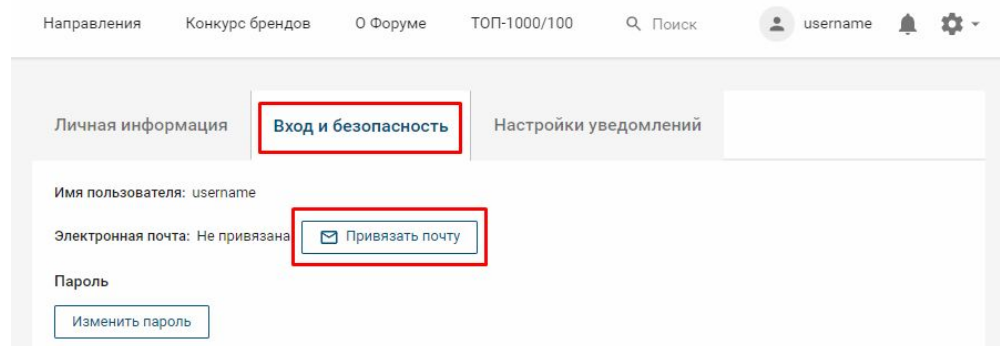 Направления Конкурс брендов О Форуме ТОП-1000/100 Поиск username
Личная информация Вход и безопасность Настройки уведомлений
Имя пользователя: username
Электронная почта: Не привязана Привязать почту
Пароль
Изменить пароль